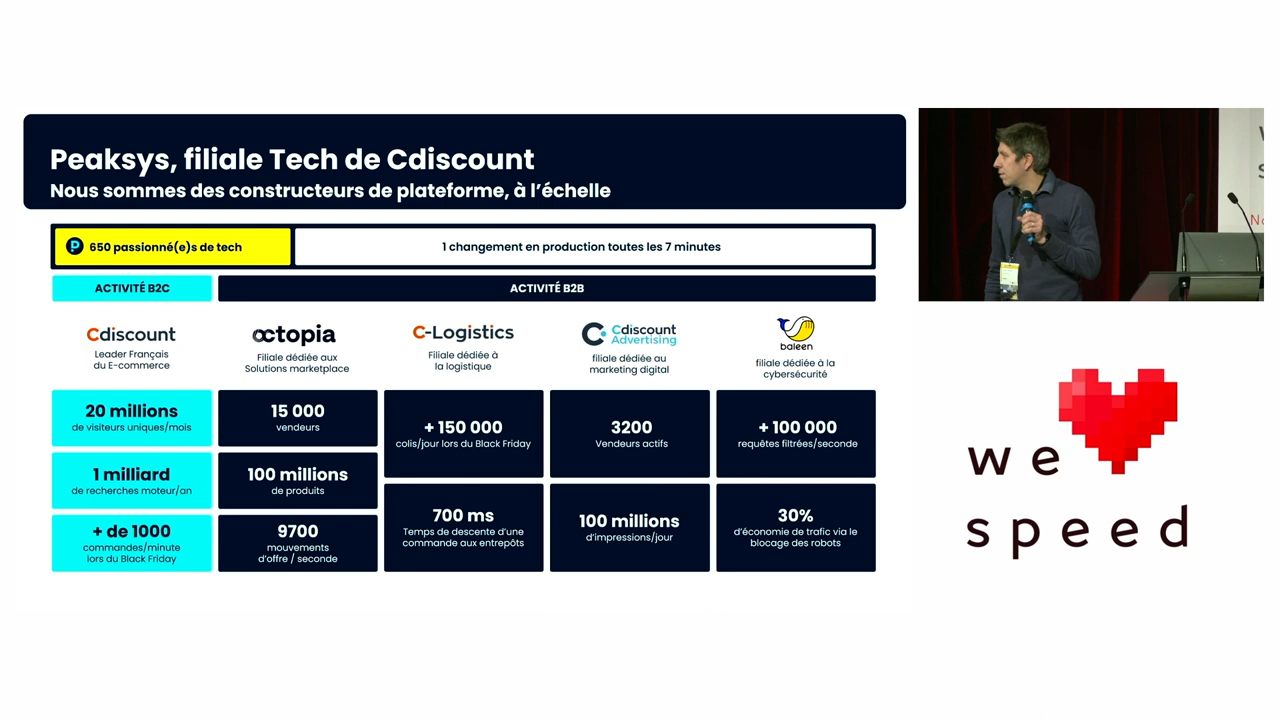 Peaksys, filiale Tech de Cdiscount
Nous sommes des constructeurs de plateforme, à l'échelle
650 passionné(e)s de tech
1 changement en production toutes les 7 minutes
ACTIVITÉ B2C
ACTIVITÉ B2B
Cdiscount
Leader Français
du E-commerce
20 millions
de visiteurs uniques/mois
1 milliard
de recherches moteur/an
+ de 1000
commandes/minute
lors du Black Friday
octopia
Filiale dédiée aux
Solutions marketplace
15 000
vendeurs
100 millions
de produits
9700
mouvements
d'offre / seconde
C-Logistics
Filiale dédiée à
la logistique
+ 150 000
colis/jour lors du Black Friday
700 ms
Temps de descente d'une
commande aux entrepôts
Cdiscount
Advertising
filiale dédiée au
marketing digital
3200
Vendeurs actifs
100 millions
d'impressions/jour
baleen
filiale dédiée à la
cybersécurité
+ 100 000
requêtes filtrées/seconde
30%
d'économie de trafic via le
blocage des robots
we
speed